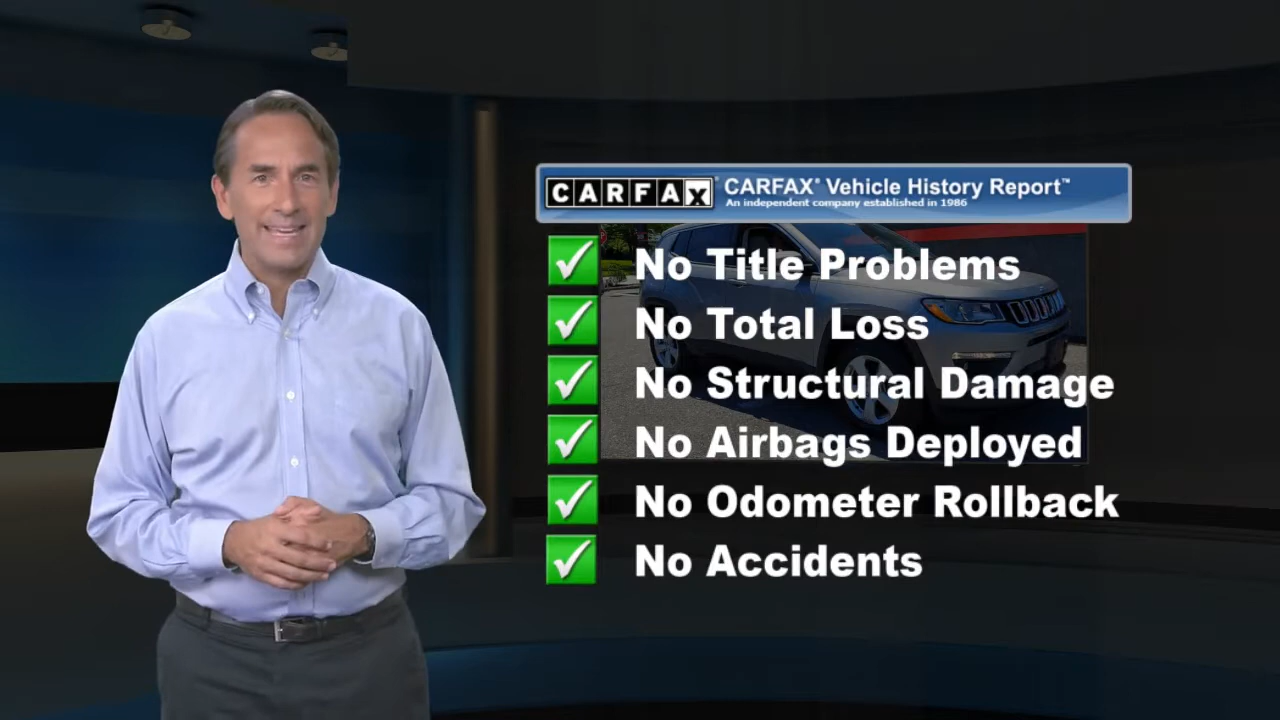 CARFAX® CARFAX® Vehicle History Report™
An independent company established in 1986
No Title Problems
No Total Loss
No Structural Damage
No Airbags Deployed
No Odometer Rollback
No Accidents